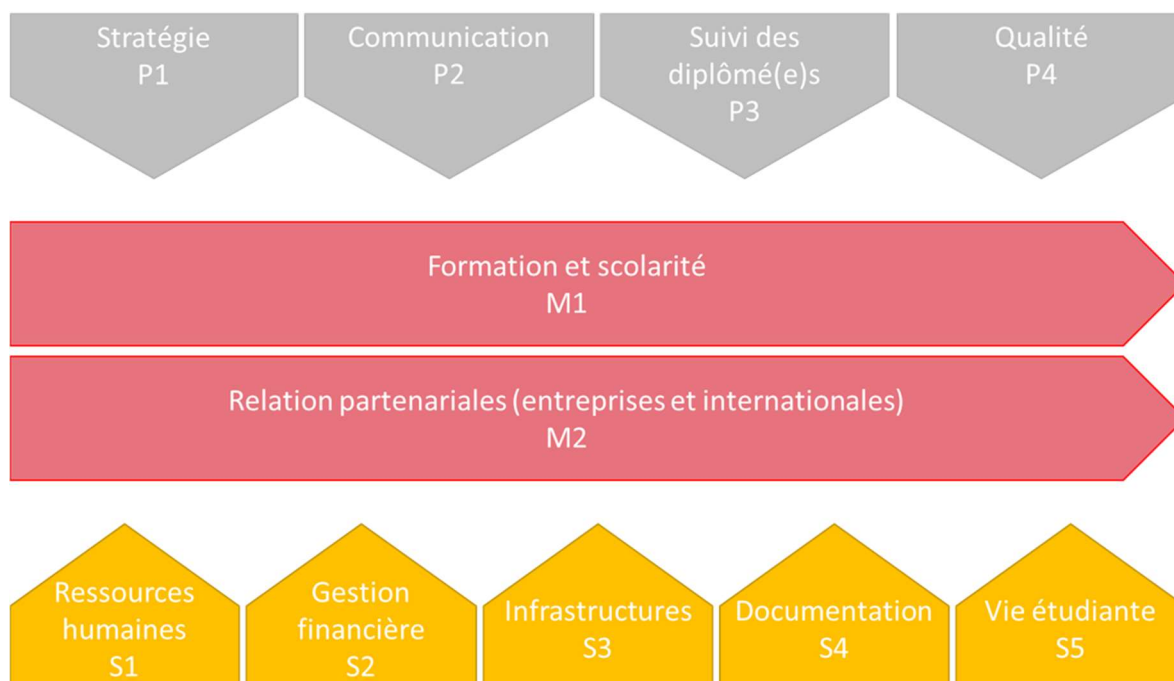 Stratégie
P1
Communication
P2
Suivi des
diplômé(e)s
P3
Qualité
P4
Formation et scolarité
M1
Relation partenariales (entreprises et internationales)
M2
Ressources
humaines
S1
Gestion
financière
S2
Infrastructures
S3
Documentation
S4
Vie étudiante
S5